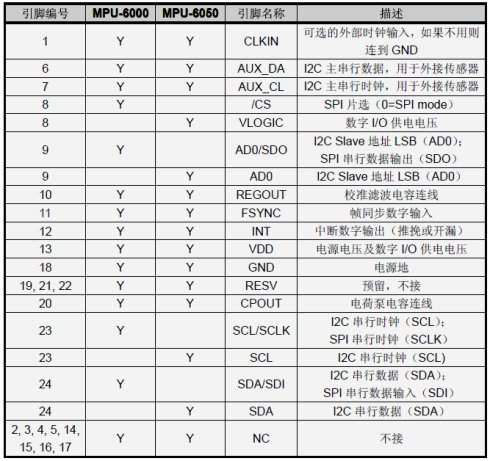 引脚编号 MPU-6000 MPU-6050 引脚名称 描述
1 Y Y CLKIN 可选的外部时钟输入，如果不用则
连到 GND
6 Y Y AUX_DA I2C 主串行数据，用于外接传感器
7 Y Y AUX_CL I2C 主串行时钟，用于外接传感器
8 Y /CS SPI 片选（0=SPI mode）
8 Y VLOGIC 数字 I/O 供电电压
9 Y AD0/SDO I2C Slave 地址 LSB（AD0）；
SPI 串行数据输出（SDO）
9 Y AD0 I2C Slave 地址 LSB（AD0）
10 Y Y REGOUT 校准滤波电容连线
11 Y Y FSYNC 帧同步数字输入
12 Y Y INT 中断数字输出（推挽或开漏）
13 Y Y VDD 电源电压及数字 I/O 供电电压
18 Y Y GND 电源地
19, 21, 22 Y Y RESV 预留，不接
20 Y Y CPOUT 电荷泵电容连线
23 Y SCL/SCLK I2C 串行时钟（SCL）；
SPI 串行时钟（SCLK）
23 Y SCL I2C 串行时钟（SCL）
24 Y SDA/SDI I2C 串行数据（SDA）；
SPI 串行数据输入（SDI）
24 Y SDA I2C 串行数据（SDA）
2, 3, 4, 5, 14,
15, 16, 17 Y Y NC 不接